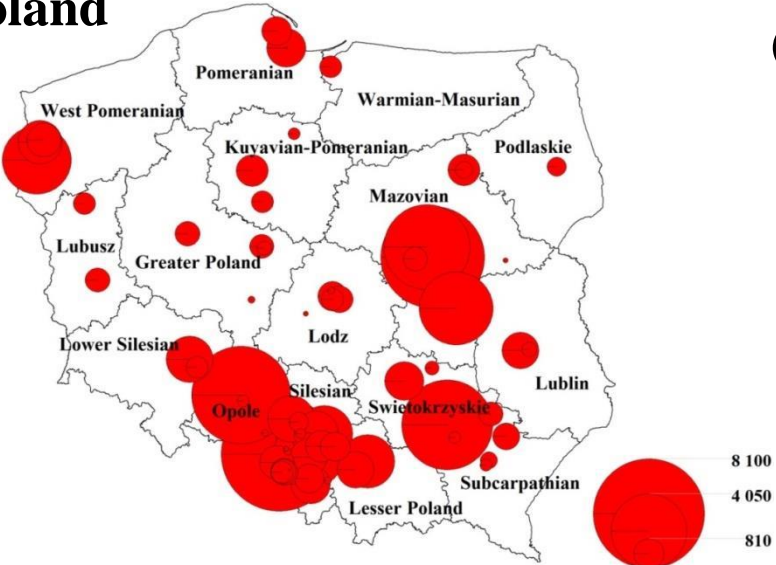 Pomeranian
West Pomeranian
Warmian-Masurian
Kuyavian-Pomeranian
Podlaskie
Mazovian
Lubusz
Greater Poland
Lodz
Lower Silesian
Silesian
Lublin
Opole
Swietokrzyskie
8 100
Subcarpathian
4 050
Lesser Poland
810